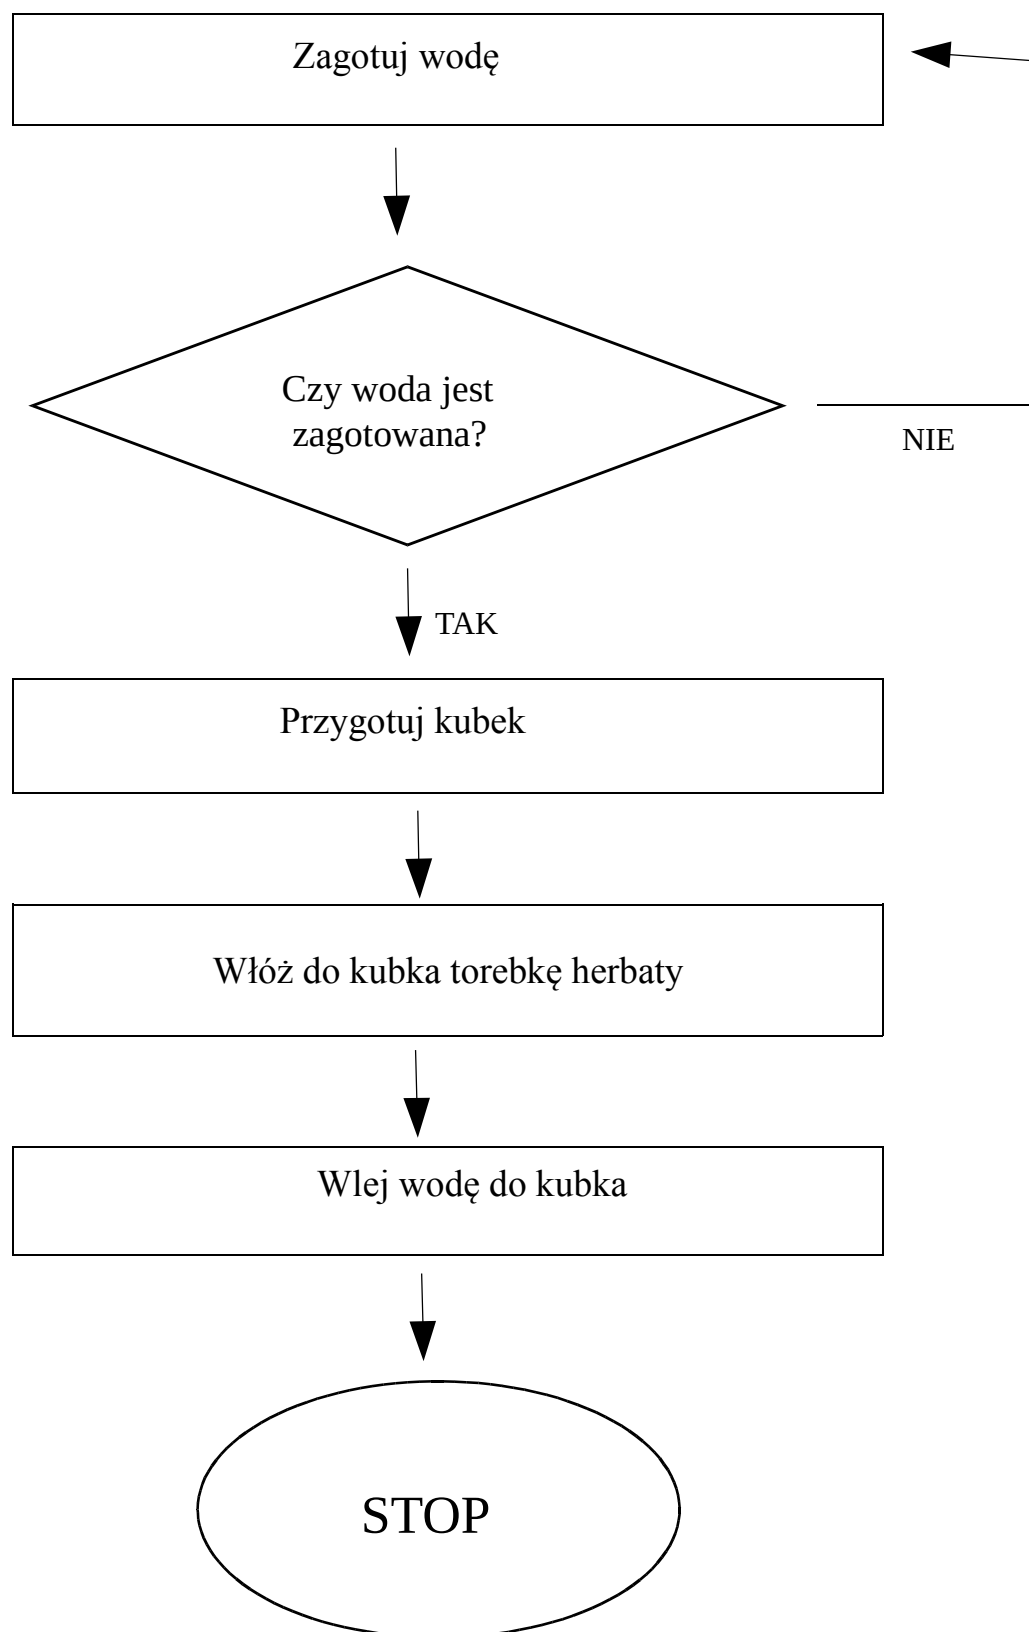 Zagotuj wodę
Czy woda jest
zagotowana?
NIE
TAK
Przygotuj kubek
Włóż do kubka torebkę herbaty
Wlej wodę do kubka
STOP